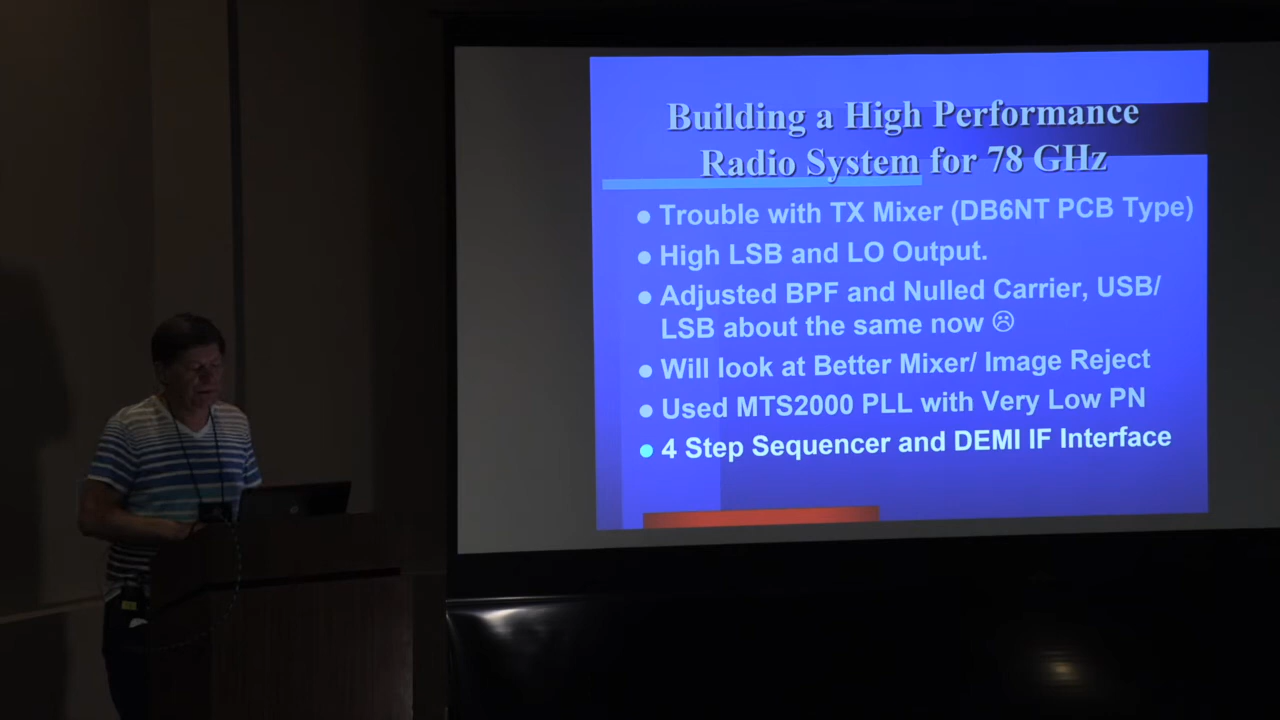 Building a High Performance
Radio System for 78 GHz
● Trouble with TX Mixer (DB6NT PCB Type)
● High LSB and LO Output.
● Adjusted BPF and Nulled Carrier, USB/
LSB about the same now ☹
● Will look at Better Mixer/ Image Reject
● Used MTS2000 PLL with Very Low PN
● 4 Step Sequencer and DEMI IF Interface